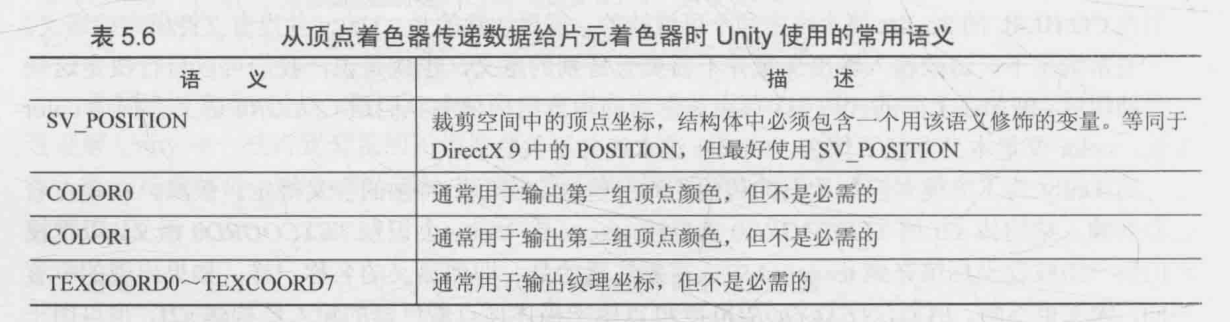 表 5.6 从顶点着色器传递数据给片元着色器时 Unity 使用的常用语义
语 义 描 述
SV_POSITION 裁剪空间中的顶点坐标，结构体中必须包含一个用该语义修饰的变量。等同于
DirectX 9 中的 POSITION，但最好使用 SV_POSITION
COLOR0 通常用于输出第一组顶点颜色，但不是必需的
COLOR1 通常用于输出第二组顶点颜色，但不是必需的
TEXCOORD0～TEXCOORD7 通常用于输出纹理坐标，但不是必需的